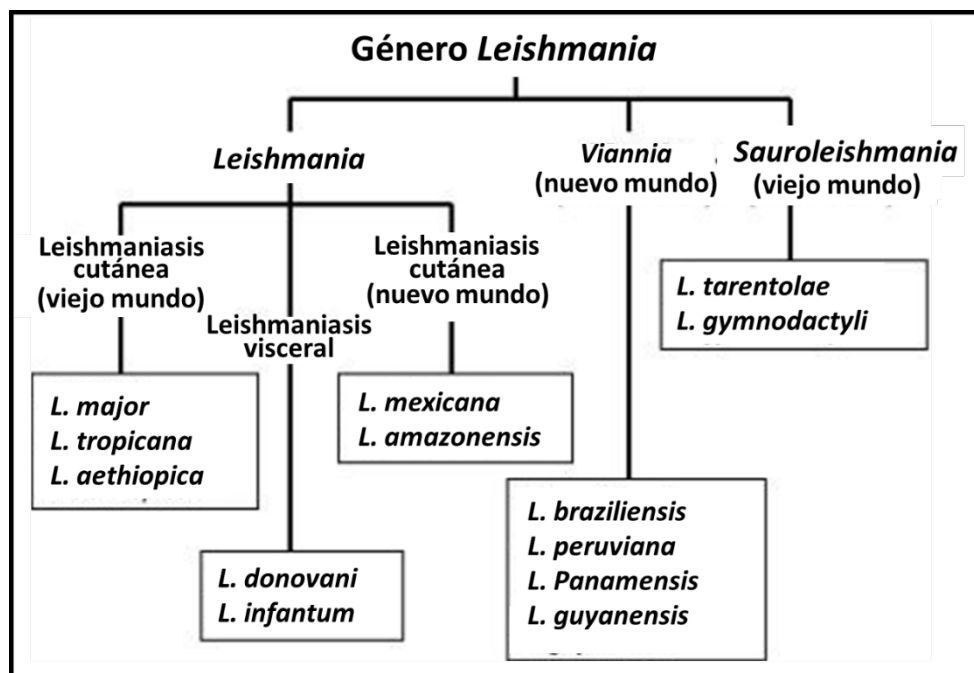 Género Leishmania
Leishmania
Viannia
(nuevo mundo)
Sauroleishmania
(viejo mundo)
Leishmaniasis
cutánea
(viejo mundo)
Leishmaniasis
visceral
Leishmaniasis
cutánea
(nuevo mundo)
L. major
L. tropicana
L. aethiopica
L. donovani
L. infantum
L. mexicana
L. amazonensis
L. braziliensis
L. peruviana
L. Panamensis
L. guyanensis
L. tarentolae
L. gymnodactyli